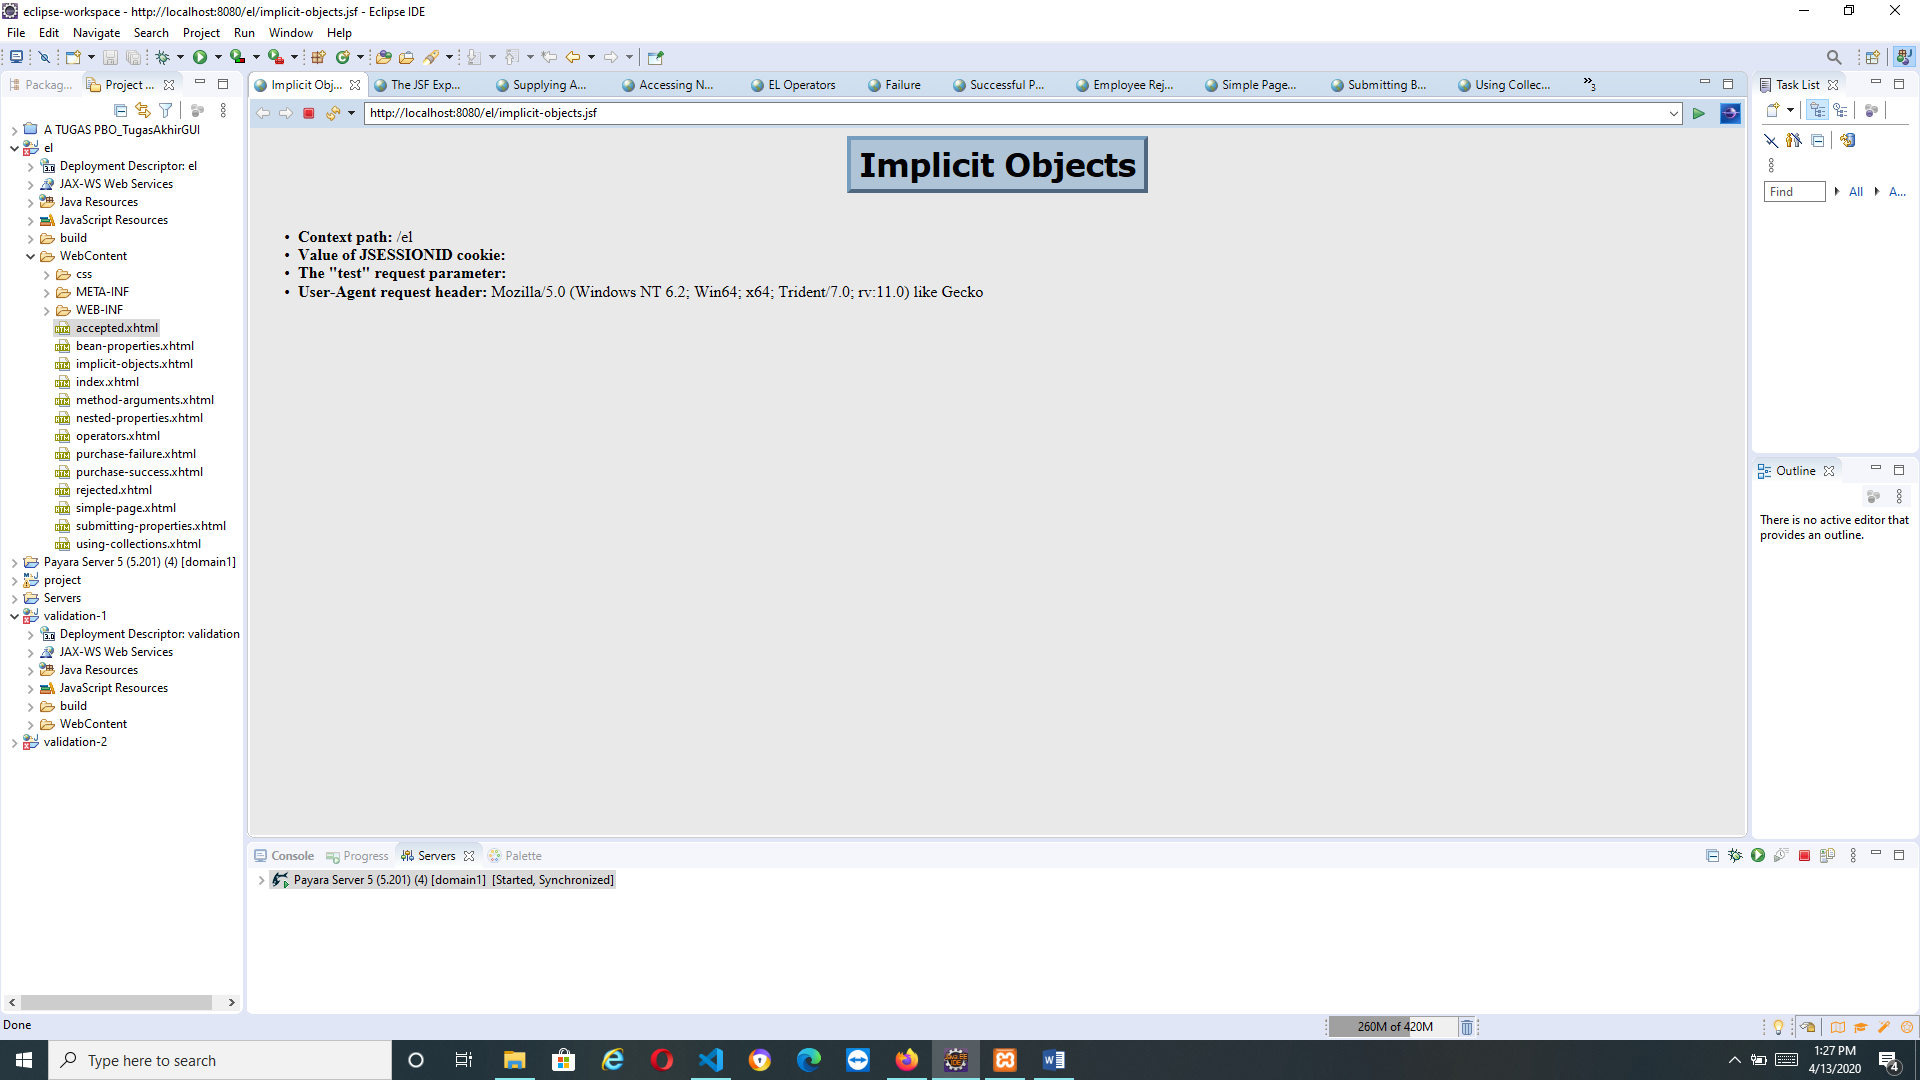 eclipse-workspace - http://localhost:8080/el/implicit-objects.jsf - Eclipse IDE
File Edit Navigate Search Project Run Window Help
Packag...
Project ...
A TUGAS PBO_TugasAkhirGUI
el
Deployment Descriptor: el
JAX-WS Web Services
Java Resources
JavaScript Resources
build
WebContent
css
META-INF
WEB-INF
accepted.xhtml
bean-properties.xhtml
implicit-objects.xhtml
index.xhtml
method-arguments.xhtml
nested-properties.xhtml
operators.xhtml
purchase-failure.xhtml
purchase-success.xhtml
rejected.xhtml
simple-page.xhtml
submitting-properties.xhtml
using-collections.xhtml
Payara Server 5 (5.201) (4) [domain1]
project
Servers
validation-1
Deployment Descriptor: validation
JAX-WS Web Services
Java Resources
JavaScript Resources
build
WebContent
validation-2
Implicit Obj... The JSF Exp... Supplying A... Accessing N... EL Operators Failure Successful P... Employee Rej... Simple Page... Submitting B... Using Collec... »3
http://localhost:8080/el/implicit-objects.jsf
Implicit Objects
• Context path: /el
• Value of JSESSIONID cookie:
• The "test" request parameter:
• User-Agent request header: Mozilla/5.0 (Windows NT 6.2; Win64; x64; Trident/7.0; rv:11.0) like Gecko
Task List
Find All A...
Outline
There is no active editor that
provides an outline.
Console Progress Servers Palette
Payara Server 5 (5.201) (4) [domain1] [Started, Synchronized]
Done
260M of 420M
Type here to search
1:27 PM
4/13/2020
4